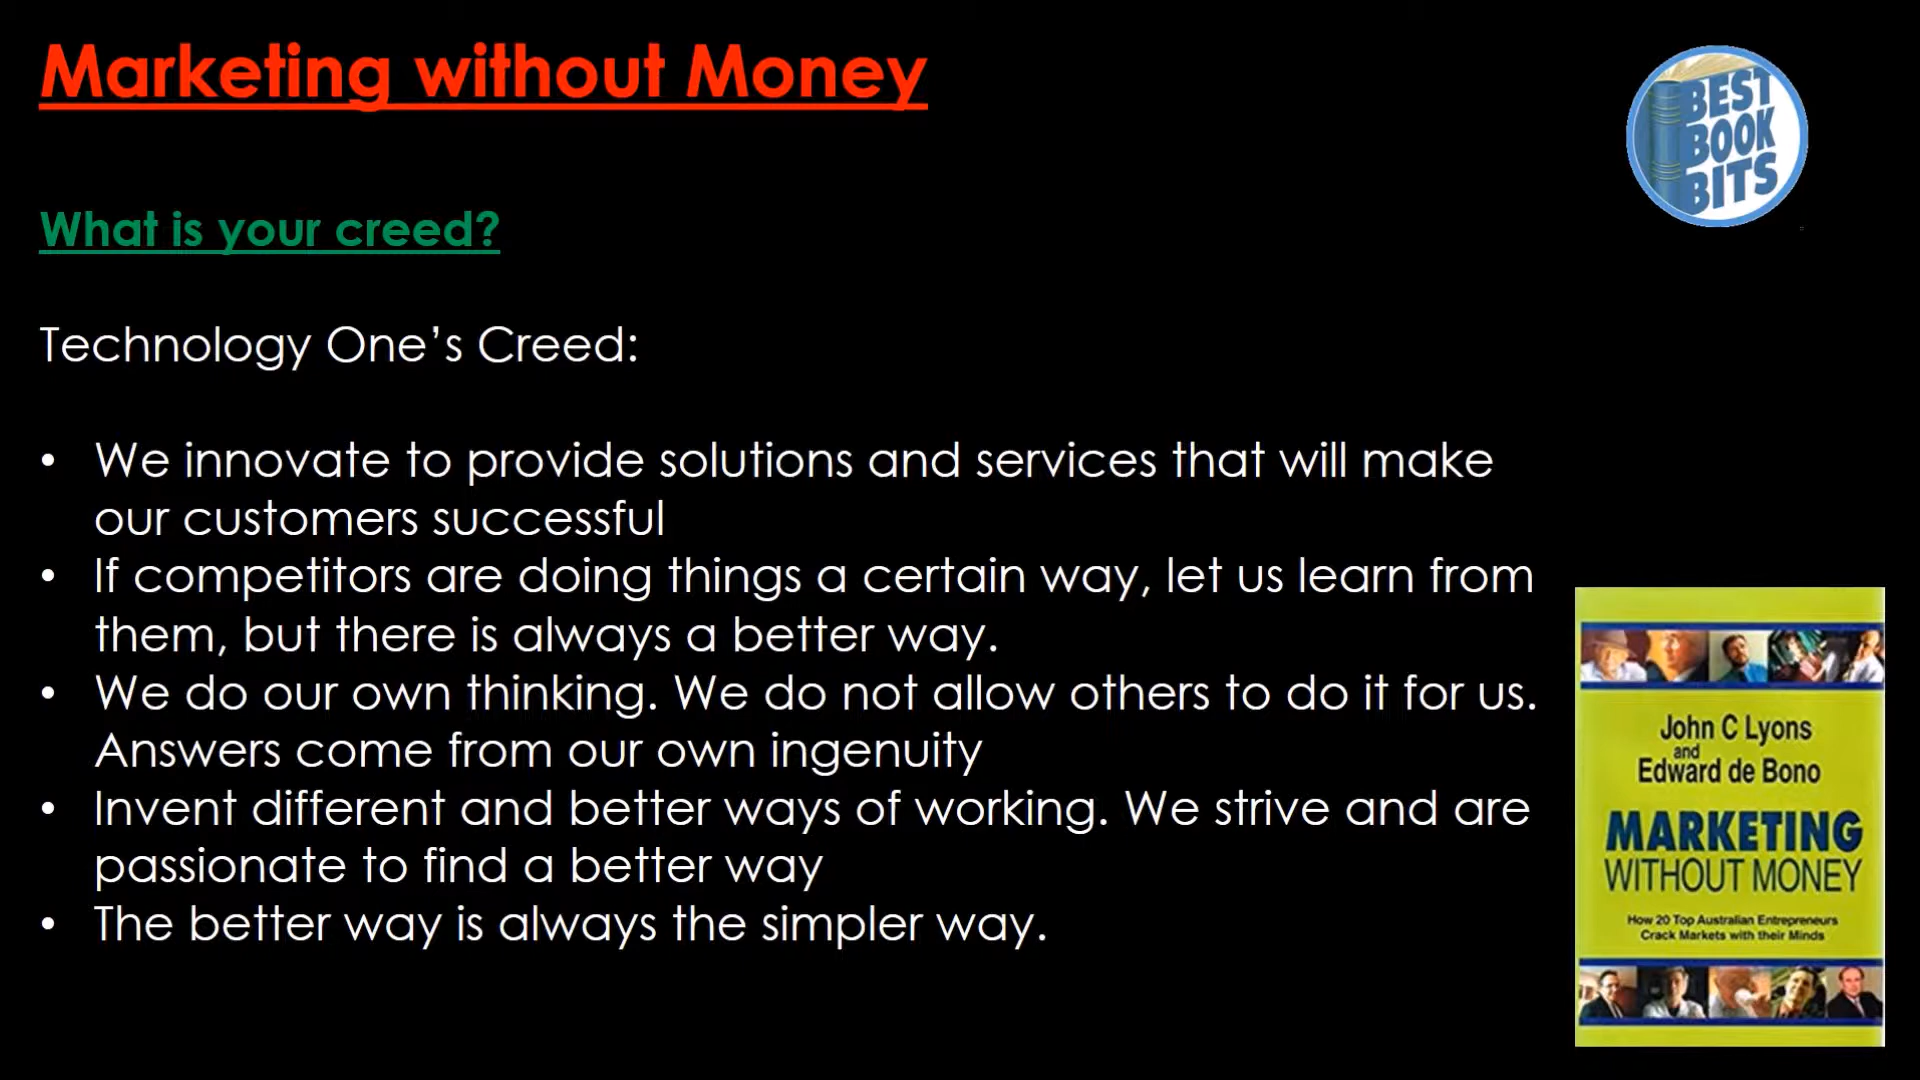 Marketing without Money
BEST
BOOK
BITS
What is your creed?
Technology One’s Creed:
• We innovate to provide solutions and services that will make
our customers successful
• If competitors are doing things a certain way, let us learn from
them, but there is always a better way.
• We do our own thinking. We do not allow others to do it for us.
Answers come from our own ingenuity
• Invent different and better ways of working. We strive and are
passionate to find a better way
• The better way is always the simpler way.
John C Lyons
and
Edward de Bono
MARKETING
WITHOUT MONEY
How 20 Top Australian Entrepreneurs
Crack Markets with their Minds